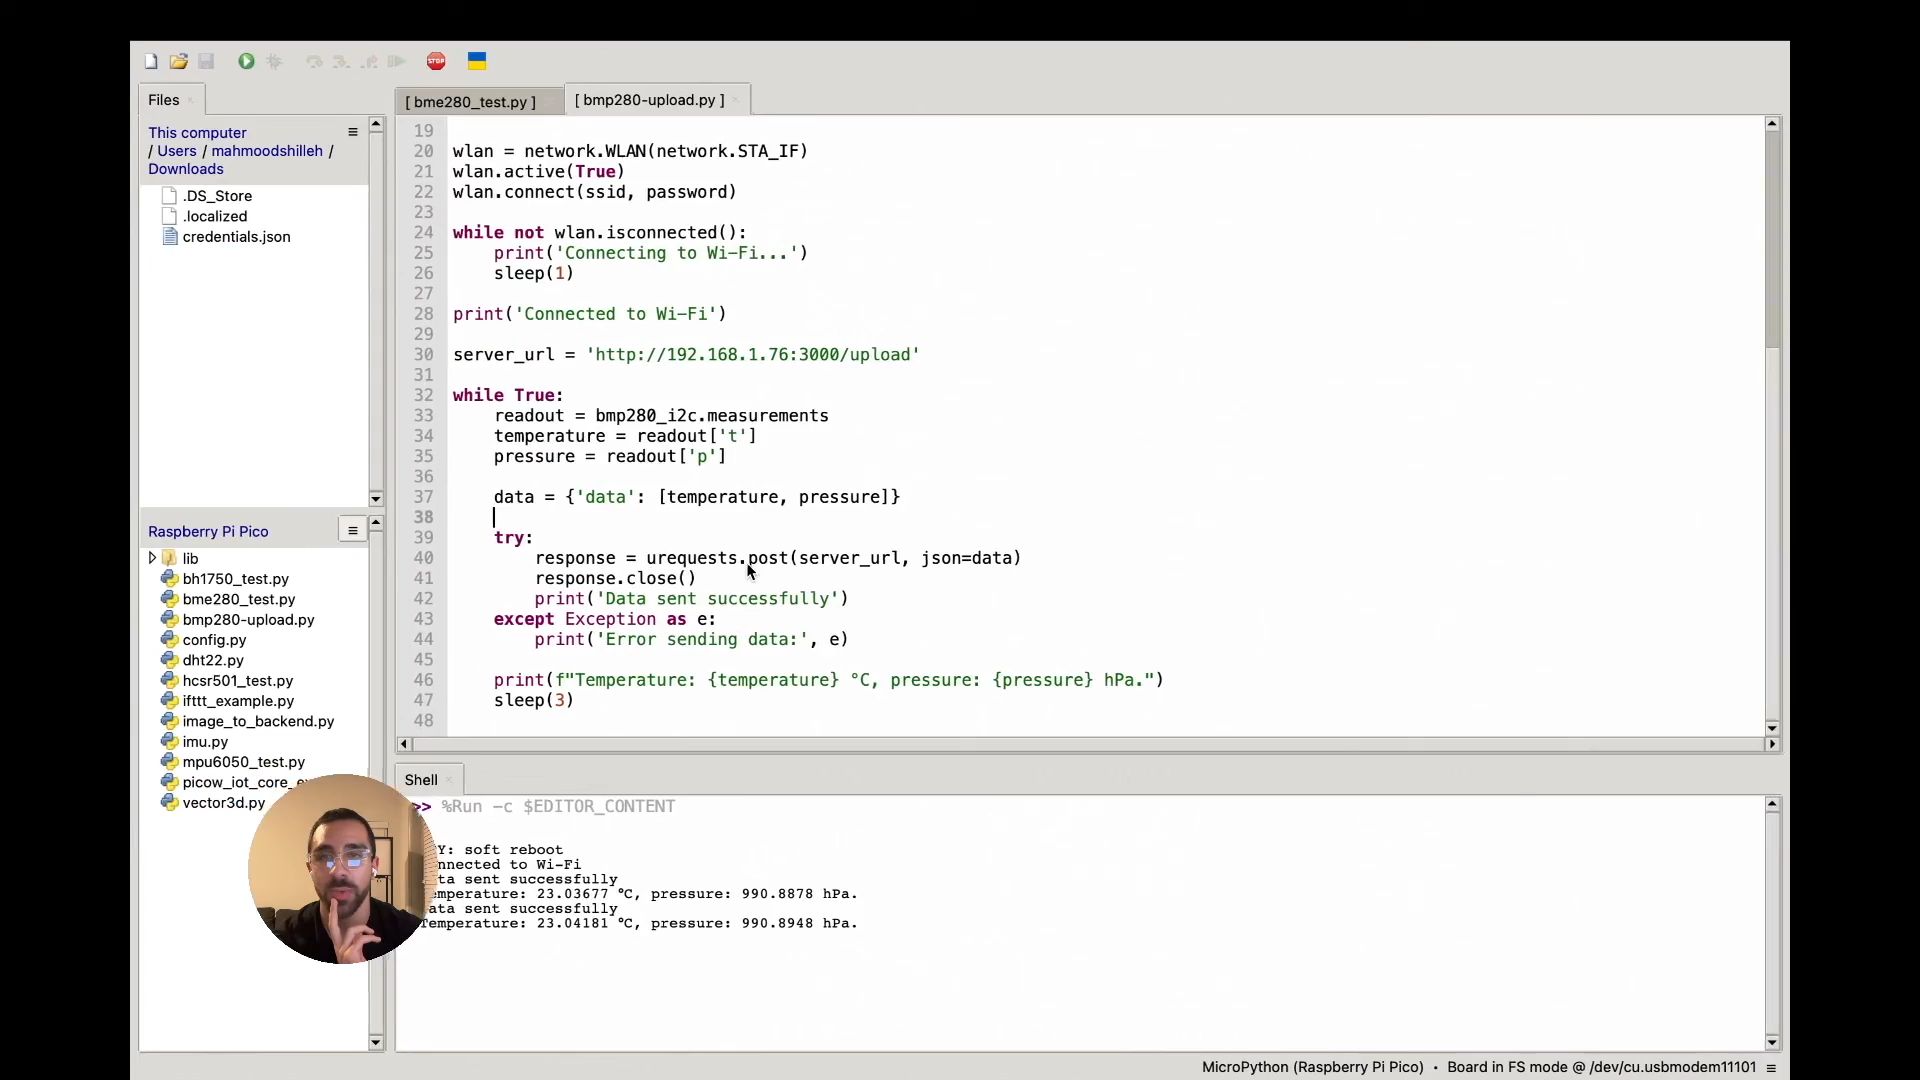 STOP
Files
[ bme280_test.py ]
[ bmp280-upload.py ]
This computer
/ Users / mahmoodshilleh /
Downloads
.DS_Store
.localized
credentials.json
Raspberry Pi Pico
lib
bh1750_test.py
bme280_test.py
bmp280-upload.py
config.py
dht22.py
hcsr501_test.py
ifttt_example.py
image_to_backend.py
imu.py
mpu6050_test.py
picow_iot_core_
vector3d.py
19
20 wlan = network.WLAN(network.STA_IF)
21 wlan.active(True)
22 wlan.connect(ssid, password)
23
24 while not wlan.isconnected():
25     print('Connecting to Wi-Fi...')
26     sleep(1)
27
28 print('Connected to Wi-Fi')
29
30 server_url = 'http://192.168.1.76:3000/upload'
31
32 while True:
33     readout = bmp280_i2c.measurements
34     temperature = readout['t']
35     pressure = readout['p']
36
37     data = {'data': [temperature, pressure]}
38
39     try:
40         response = urequests.post(server_url, json=data)
41         response.close()
42         print('Data sent successfully')
43     except Exception as e:
44         print('Error sending data:', e)
45
46     print(f"Temperature: {temperature} °C, pressure: {pressure} hPa.")
47     sleep(3)
48
Shell
>> %Run -c $EDITOR_CONTENT
Y: soft reboot
nnected to Wi-Fi
ata sent successfully
emperature: 23.03677 °C, pressure: 990.8878 hPa.
ata sent successfully
Temperature: 23.04181 °C, pressure: 990.8948 hPa.
MicroPython (Raspberry Pi Pico) • Board in FS mode @ /dev/cu.usbmodem11101